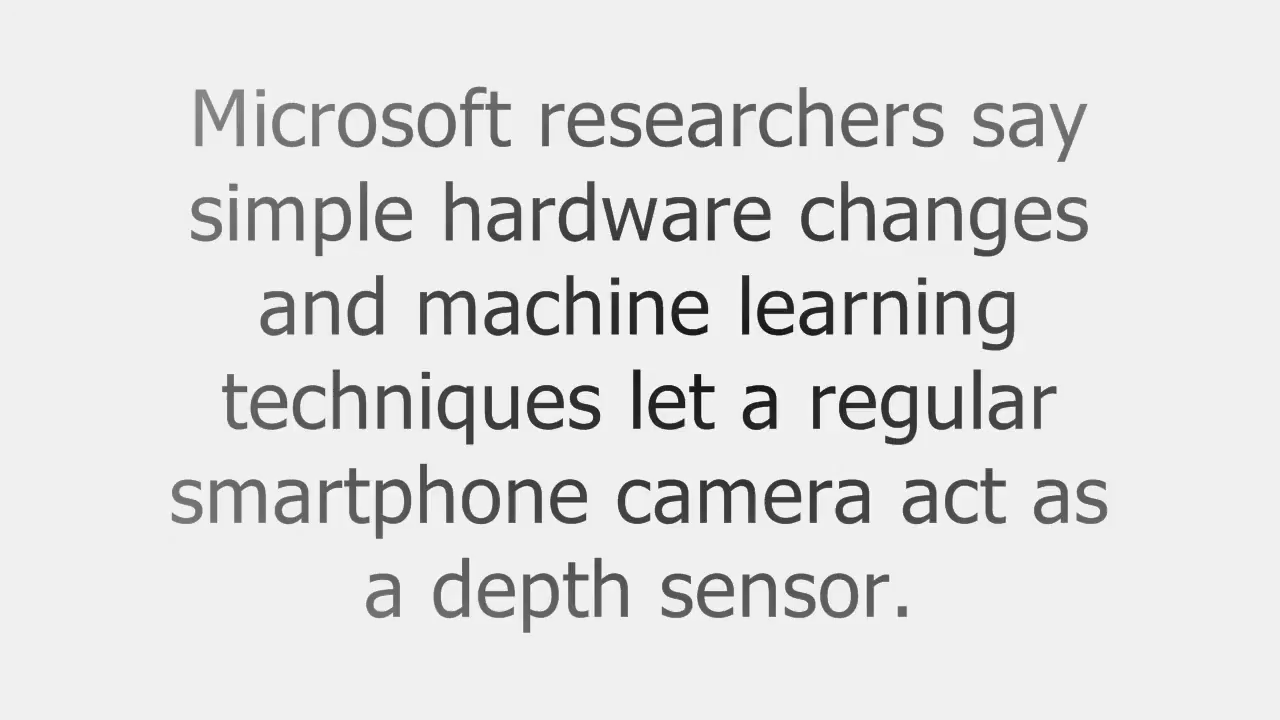 Microsoft researchers say
simple hardware changes
and machine learning
techniques let a regular
smartphone camera act as
a depth sensor.